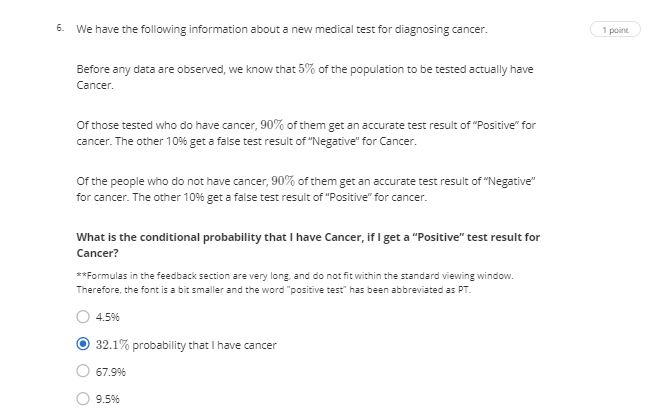 6. We have the following information about a new medical test for diagnosing cancer.
1 point
Before any data are observed, we know that 5% of the population to be tested actually have
Cancer.
Of those tested who do have cancer, 90% of them get an accurate test result of "Positive" for
cancer. The other 10% get a false test result of "Negative" for Cancer.
Of the people who do not have cancer, 90% of them get an accurate test result of "Negative"
for cancer. The other 10% get a false test result of "Positive" for cancer.
What is the conditional probability that I have Cancer, if I get a "Positive" test result for
Cancer?
**Formulas in the feedback section are very long, and do not fit within the standard viewing window.
Therefore, the font is a bit smaller and the word "positive test" has been abbreviated as PT.
4.5%
32.1% probability that I have cancer
67.9%
9.5%